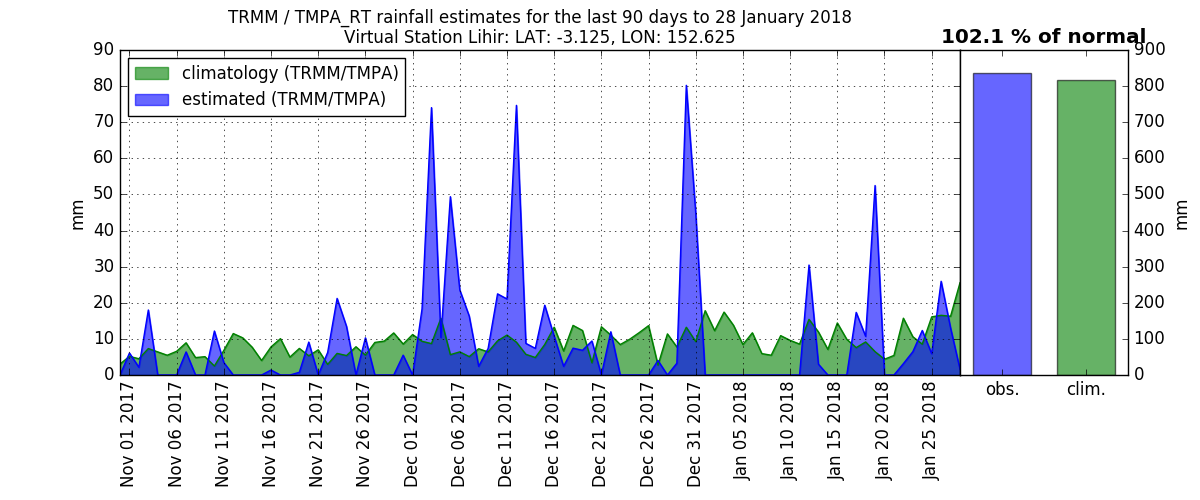 TRMM / TMPA_RT rainfall estimates for the last 90 days to 28 January 2018
Virtual Station Lihir: LAT: -3.125, LON: 152.625
102.1 % of normal
climatology (TRMM/TMPA)
estimated (TRMM/TMPA)
mm
90
80
70
60
50
40
30
20
10
0
Nov 01 2017
Nov 06 2017
Nov 11 2017
Nov 16 2017
Nov 21 2017
Nov 26 2017
Dec 01 2017
Dec 06 2017
Dec 11 2017
Dec 16 2017
Dec 21 2017
Dec 26 2017
Dec 31 2017
Jan 05 2018
Jan 10 2018
Jan 15 2018
Jan 20 2018
Jan 25 2018
obs.
clim.
900
800
700
600
500
400
300
200
100
0
mm